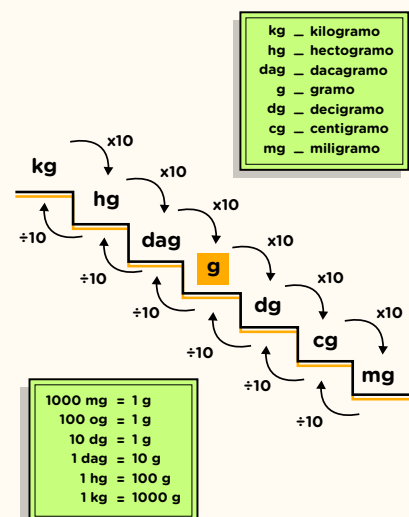 kg _ kilogramo
hg _ hectogramo
dag _ dacagramo
g _ gramo
dg _ decigramo
cg _ centigramo
mg _ miligramo
x10
kg
x10
hg
x10
÷10
dag
g
x10
÷10
÷10
dg
x10
÷10
cg
x10
÷10
mg
÷10
1000 mg = 1 g
100 og = 1 g
10 dg = 1 g
1 dag = 10 g
1 hg = 100 g
1 kg = 1000 g